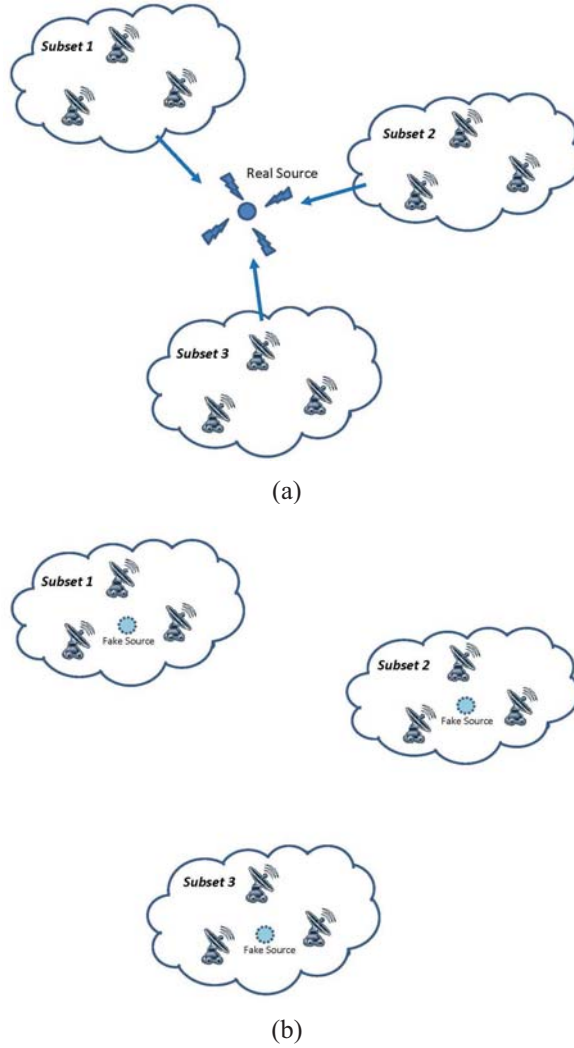 Subset 1
Subset 2
Real Source
Subset 3
(a)
Subset 1
Fake Source
Subset 2
Fake Source
Subset 3
Fake Source
(b)